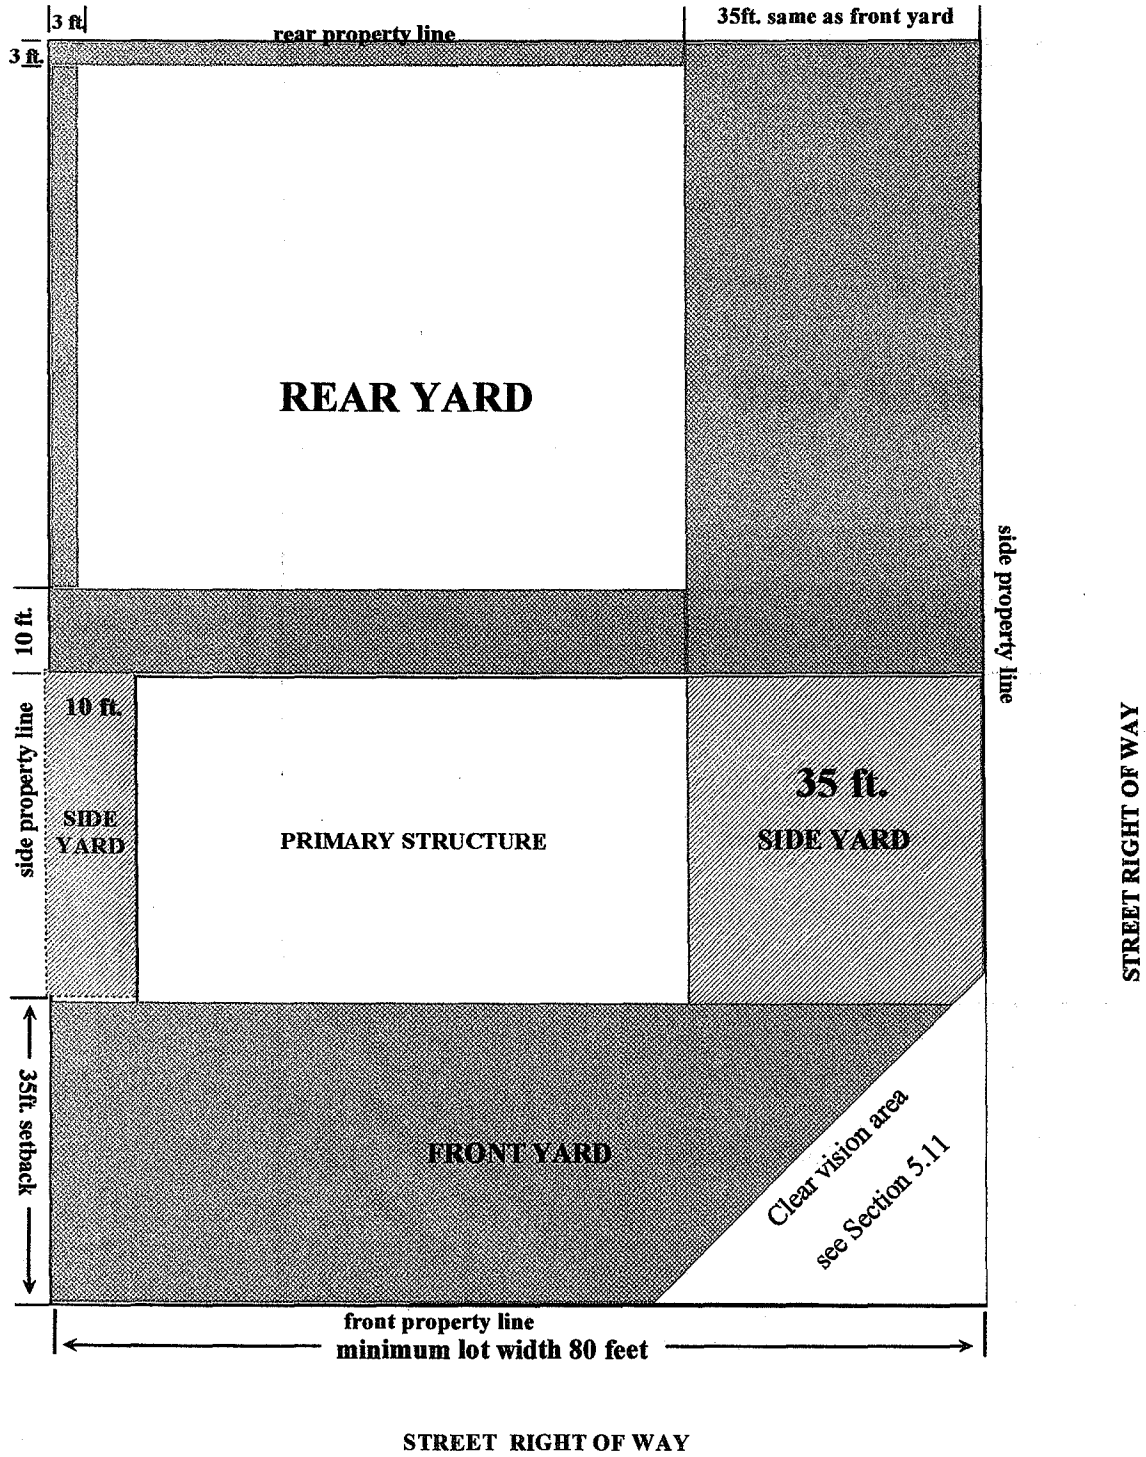 3 ft.
35ft. same as front yard
rear property line
3 ft.
REAR YARD
side property line
10 ft.
10 ft.
side property line
35 ft.
SIDE
YARD
PRIMARY STRUCTURE
SIDE YARD
STREET RIGHT OF WAY
35ft. setback
FRONT YARD
Clear vision area
see Section 5.11
front property line
minimum lot width 80 feet
STREET RIGHT OF WAY